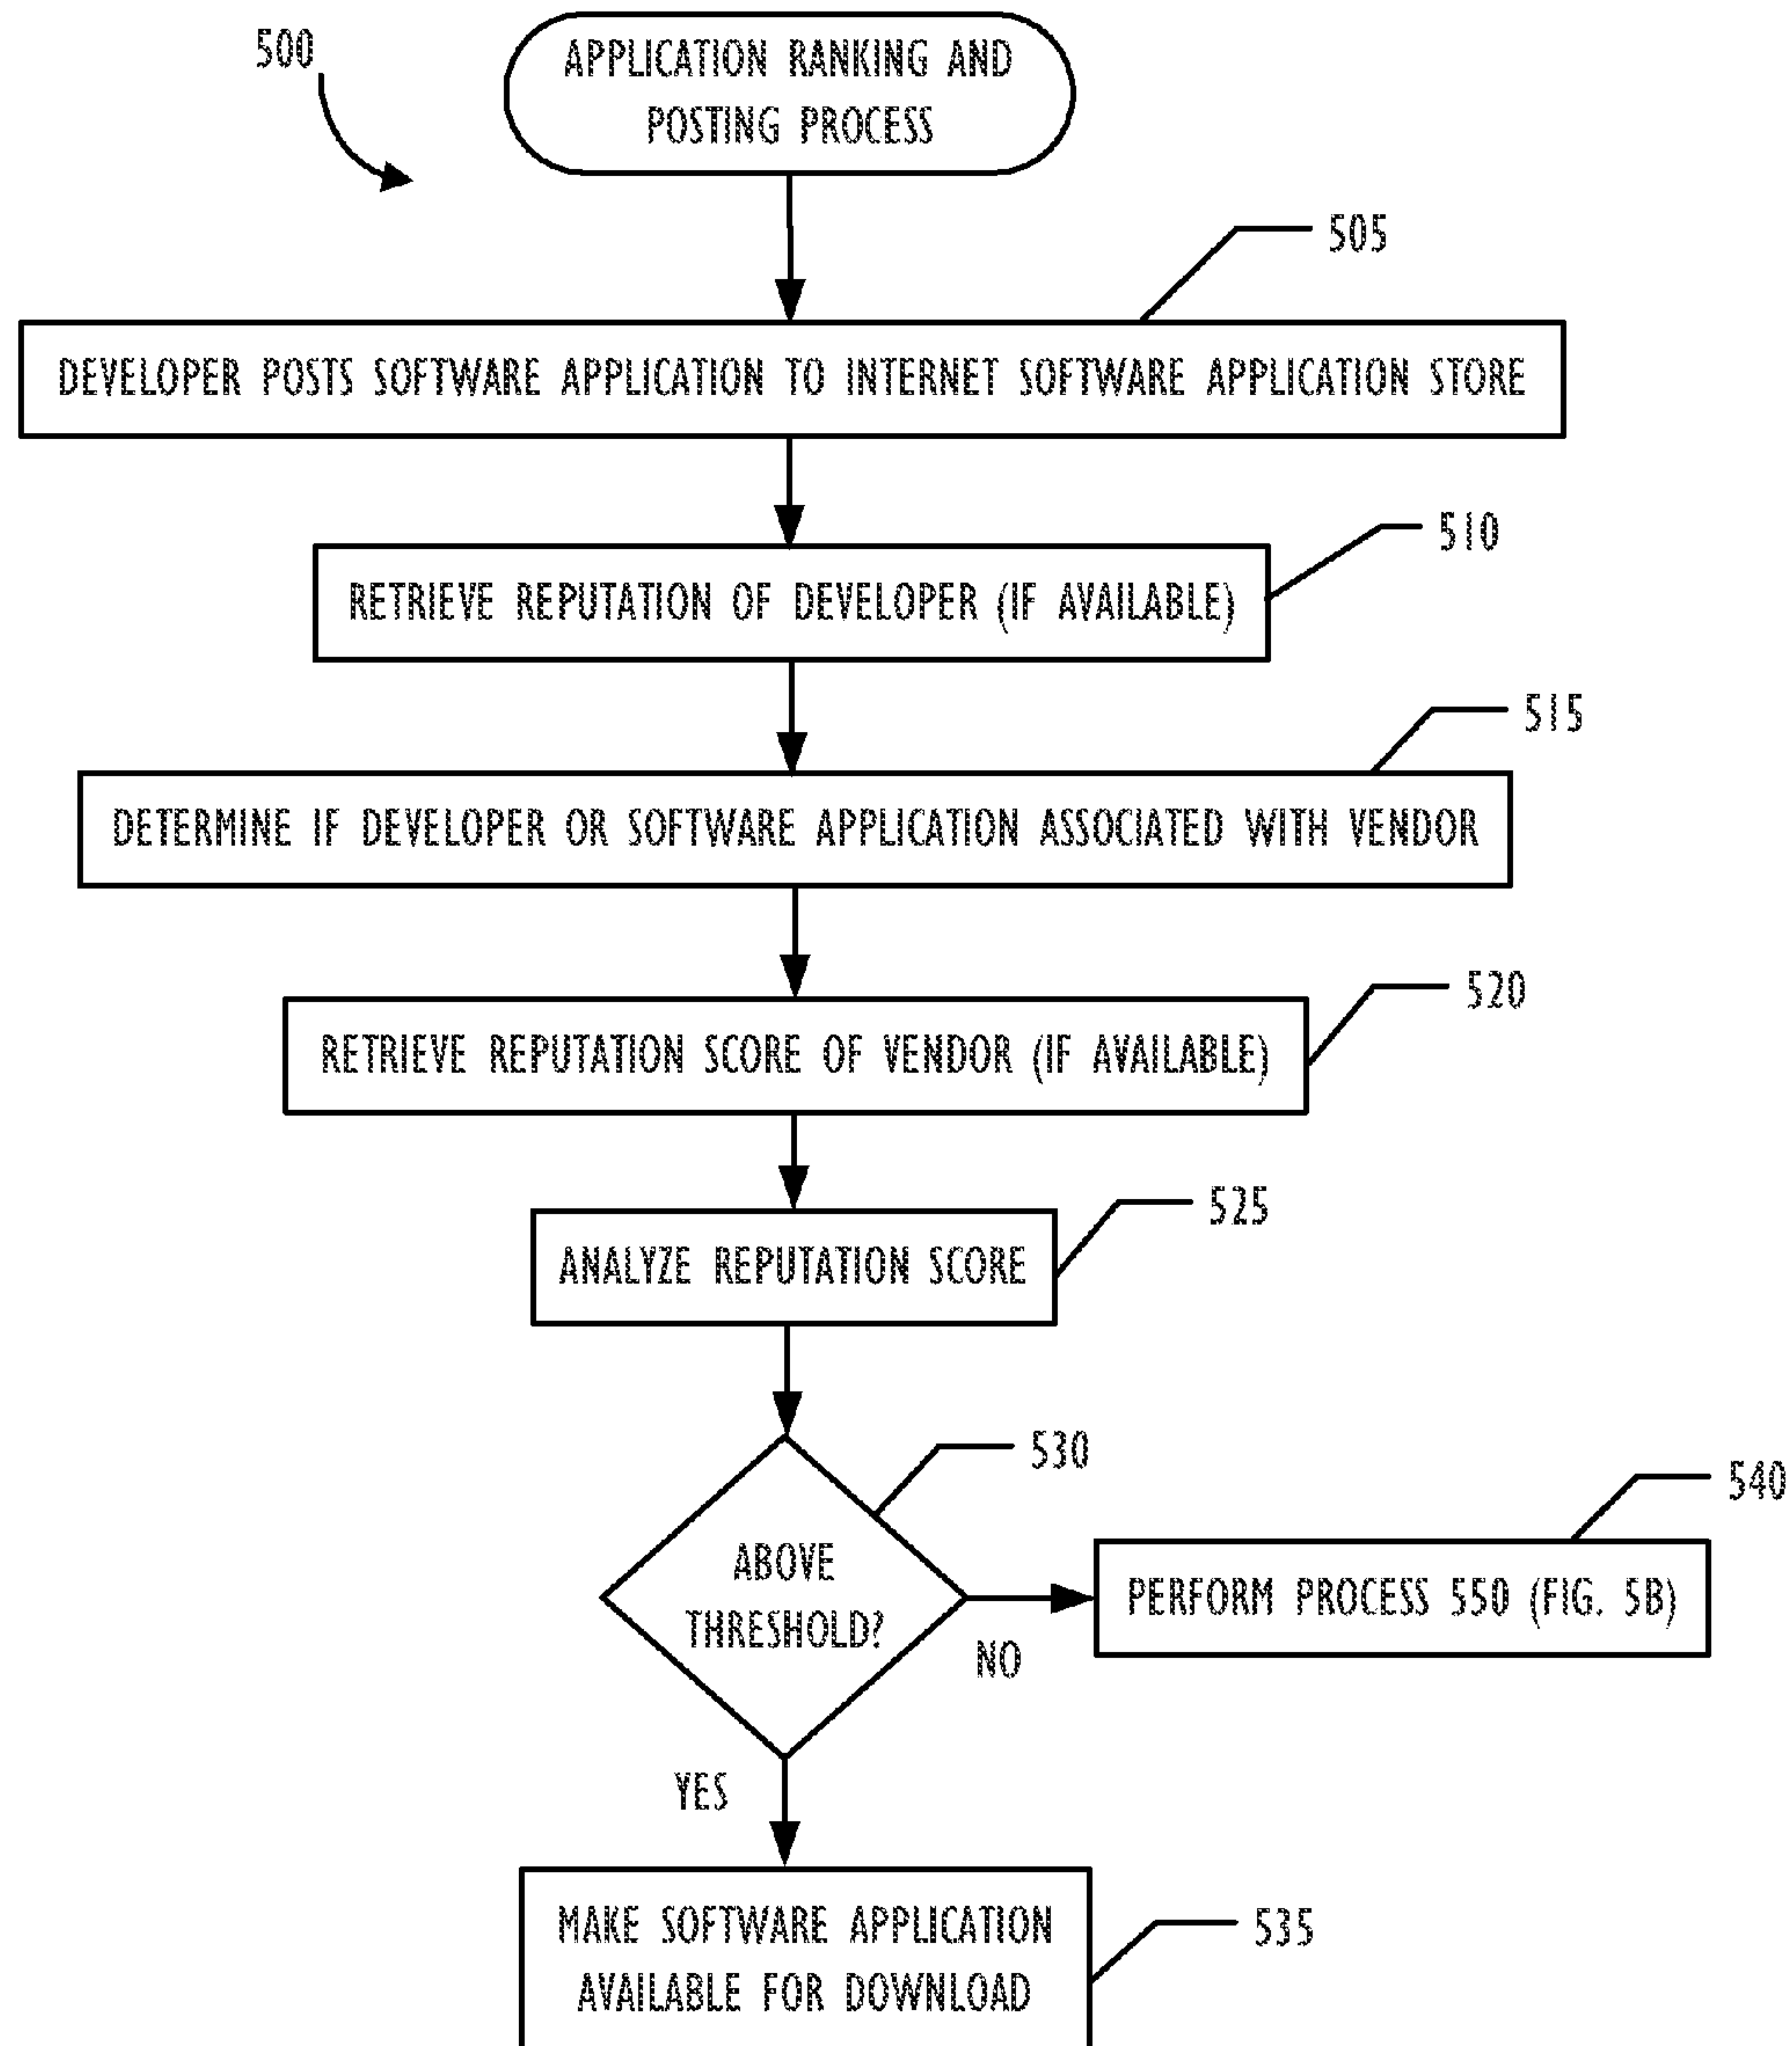 500
APPLICATION RANKING AND
POSTING PROCESS
505
DEVELOPER POSTS SOFTWARE APPLICATION TO INTERNET SOFTWARE APPLICATION STORE
510
RETRIEVE REPUTATION OF DEVELOPER (IF AVAILABLE)
515
DETERMINE IF DEVELOPER OR SOFTWARE APPLICATION ASSOCIATED WITH VENDOR
520
RETRIEVE REPUTATION SCORE OF VENDOR (IF AVAILABLE)
525
ANALYZE REPUTATION SCORE
530
ABOVE
THRESHOLD?
540
PERFORM PROCESS 550 (FIG. 5B)
NO
YES
MAKE SOFTWARE APPLICATION
AVAILABLE FOR DOWNLOAD
535